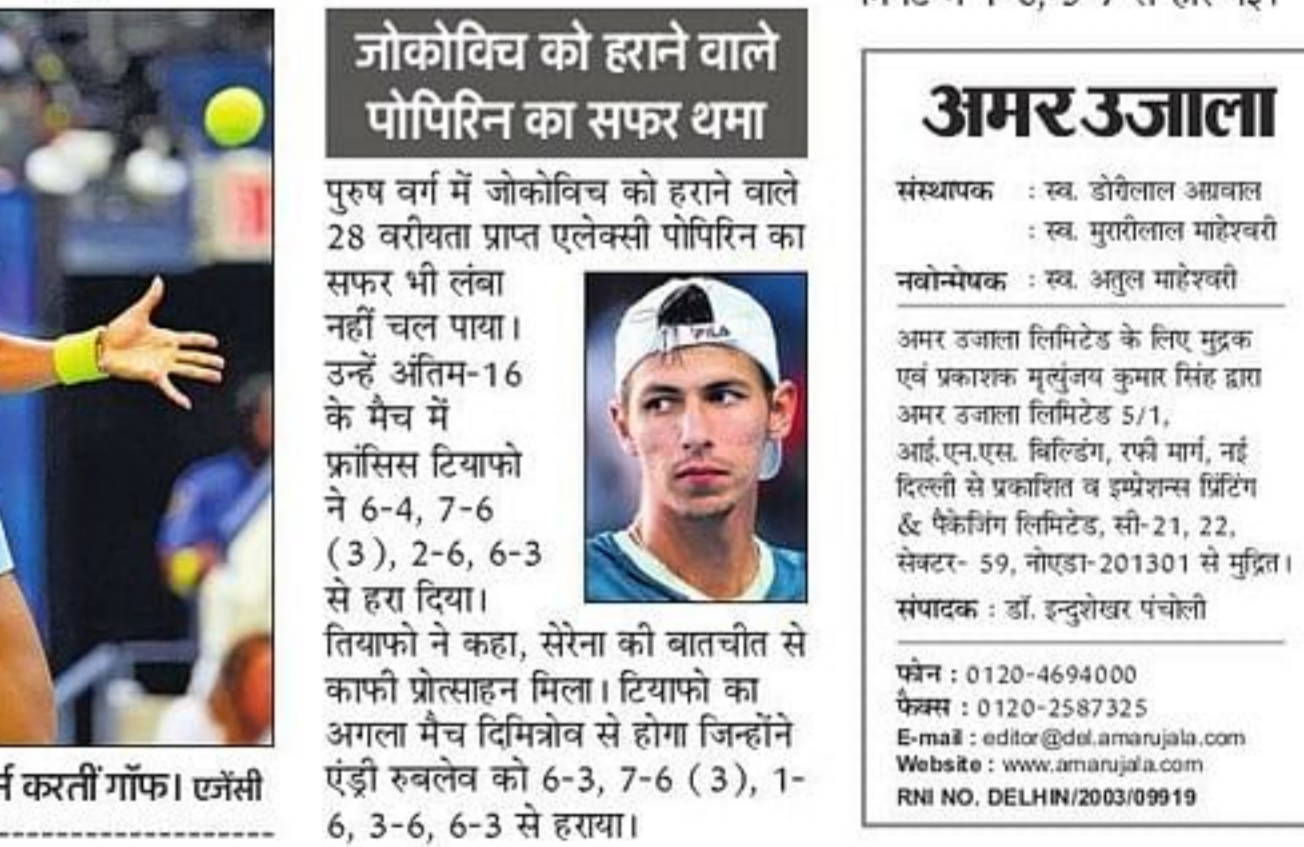 जोकोविच को हराने वाले
पोपिरिन का सफर थमा
पुरुष वर्ग में जोकोविच को हराने वाले
28 वरीयता प्राप्त एलेक्सी पोपिरिन का
सफर भी लंबा
नहीं चल पाया।
उन्हें अंतिम-16
के मैच में
फ्रांसिस टियाफो
ने 6-4, 7-6
(3), 2-6, 6-3
से हरा दिया।
तियाफो ने कहा, सेरेना की बातचीत से
काफी प्रोत्साहन मिला। टियाफो का
अगला मैच दिमित्रोव से होगा जिन्होंने
एंड्री रुबलेव को 6-3, 7-6 (3), 1-
6, 3-6, 6-3 से हराया।
FILA
करतीं गॉफ। एजेंसी
अमर उजाला
संस्थापक : स्व. डोरीलाल अग्रवाल
: स्व. मुरारीलाल माहेश्वरी
नवोन्मेषक : स्व. अतुल माहेश्वरी
अमर उजाला लिमिटेड के लिए मुद्रक
एवं प्रकाशक मृत्युंजय कुमार सिंह द्वारा
अमर उजाला लिमिटेड 5/1,
आई.एन.एस. बिल्डिंग, रफी मार्ग, नई
दिल्ली से प्रकाशित व इम्प्रेशन्स प्रिंटिंग
& पैकेजिंग लिमिटेड, सी-21, 22,
सेक्टर- 59, नोएडा-201301 से मुद्रित।
संपादक : डॉ. इन्दुशेखर पंचोली
फोन : 0120-4694000
फैक्स : 0120-2587325
E-mail : editor@del.amarujala.com
Website : www.amarujala.com
RNI NO. DELHIN/2003/09919